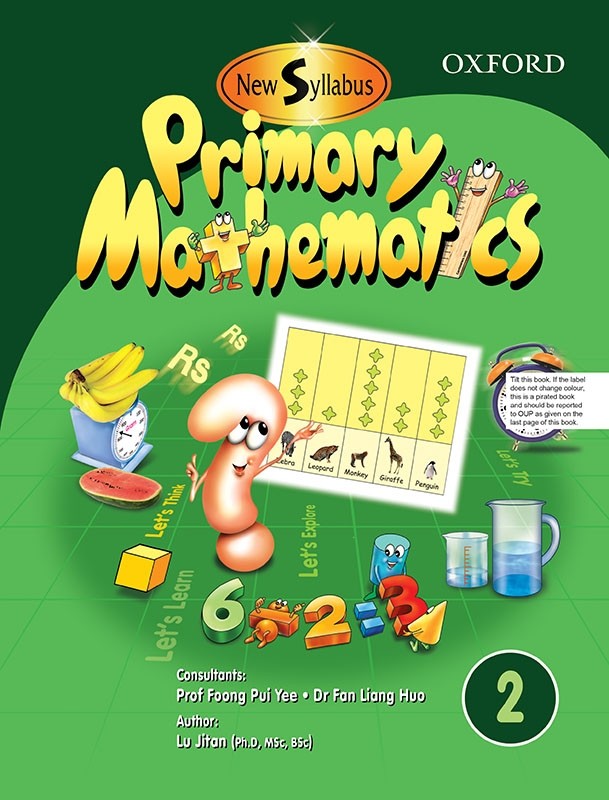 New Syllabus
OXFORD
Primary
Mathematics
Rs
Rs
Tilt this book. If the label
does not change colour,
this is a pirated book
and should be reported
to OUP as given on the
last page of this book.
Zebra
Leopard
Monkey
Giraffe
Penguin
Let's Think
Let's Explore
Let's Try
Let's Learn
6 ÷ 2 = 3
Consultants:
Prof Foong Pui Yee • Dr Fan Liang Huo
Author:
Lu Jitan (Ph.D, MSc, BSc)
2